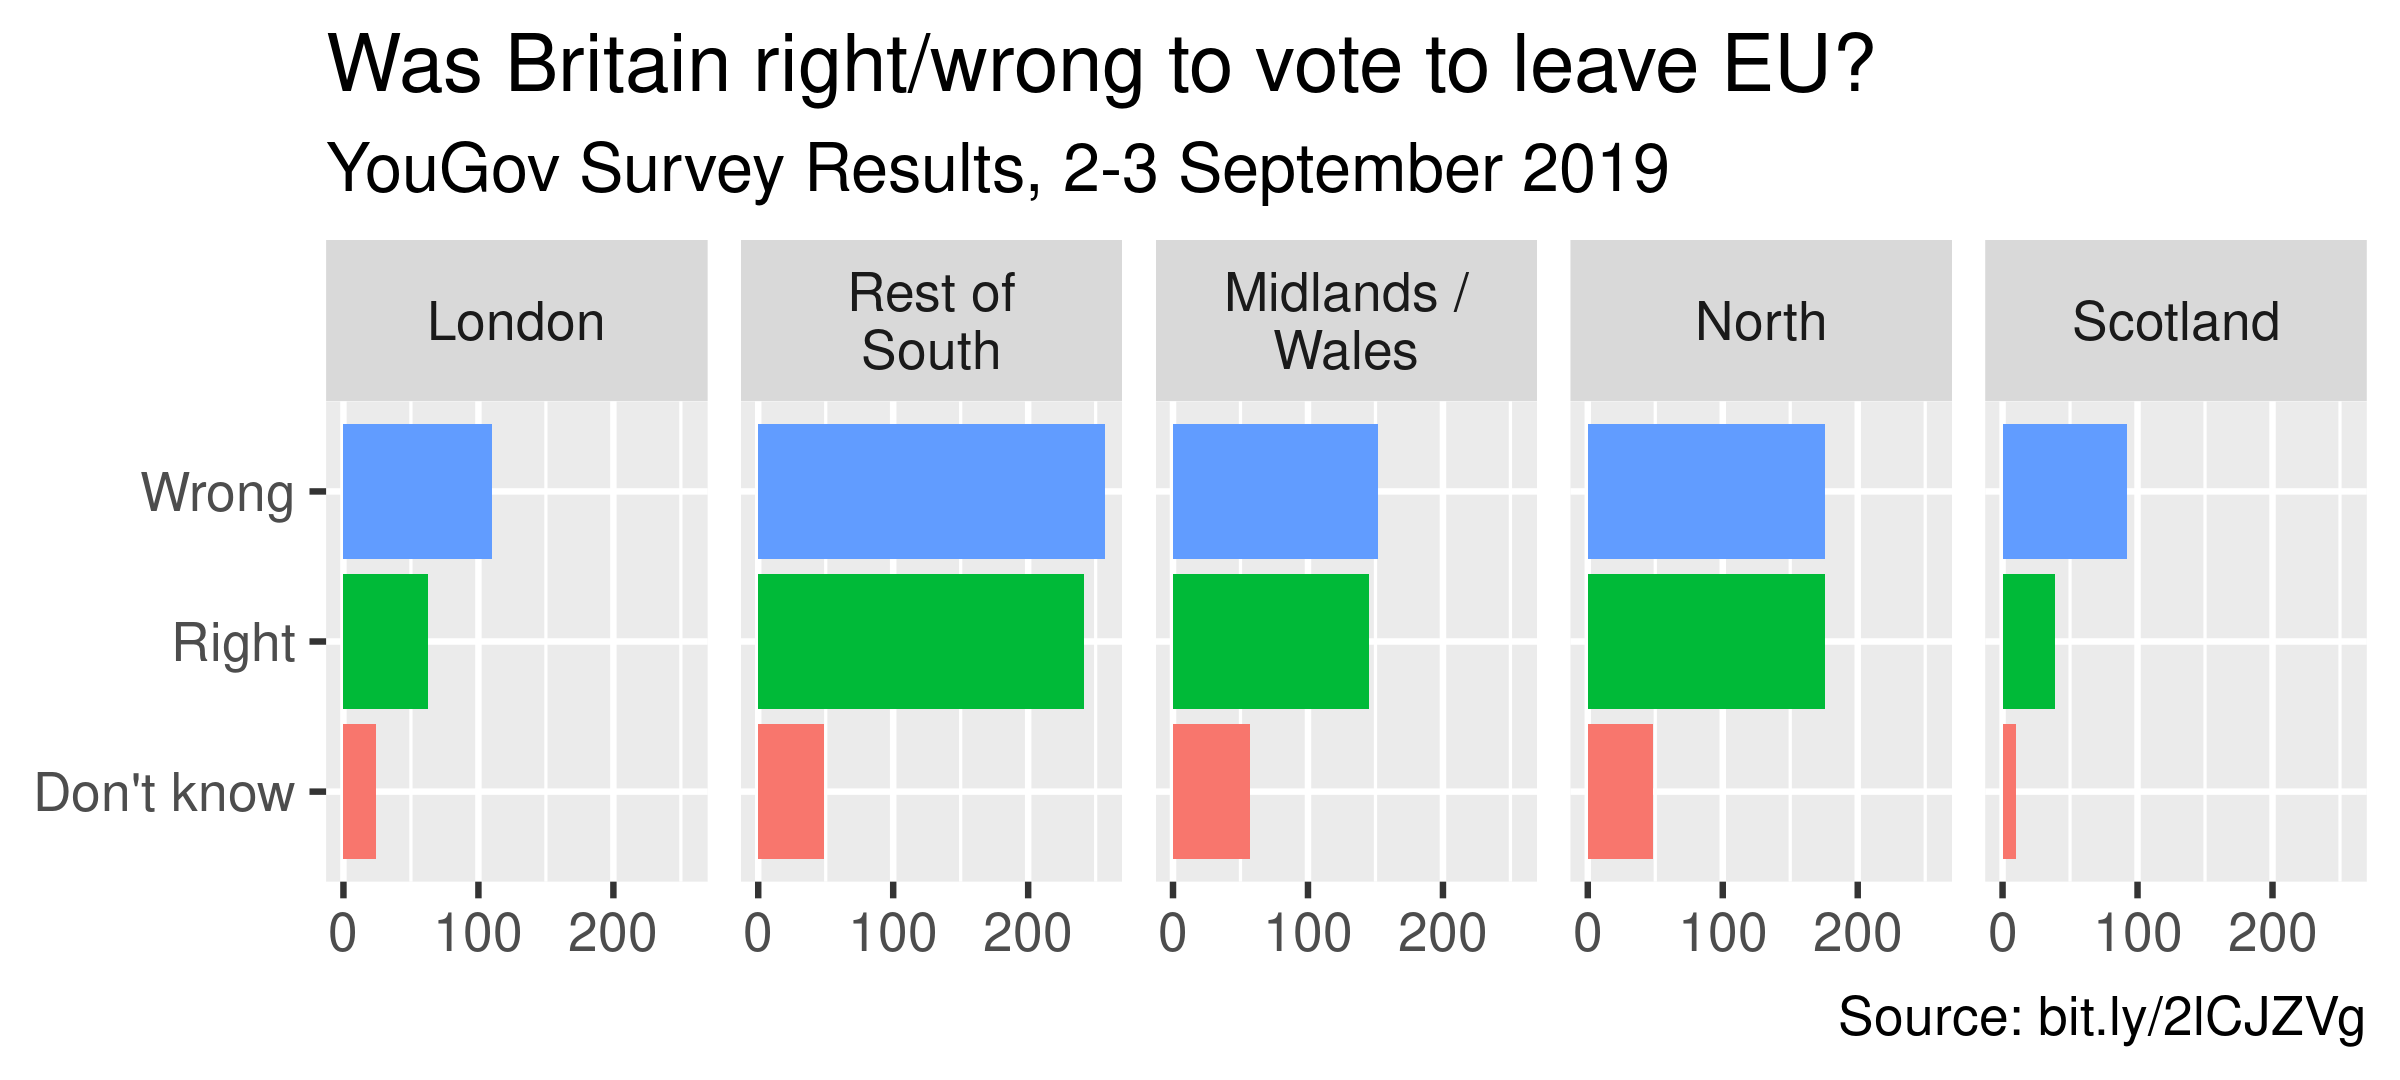 Was Britain right/wrong to vote to leave EU?
YouGov Survey Results, 2-3 September 2019
London
Rest of
South
Midlands /
Wales
North
Scotland
Wrong
Right
Don't know
0 100 200
0 100 200
0 100 200
0 100 200
0 100 200
Source: bit.ly/2lCJZVg